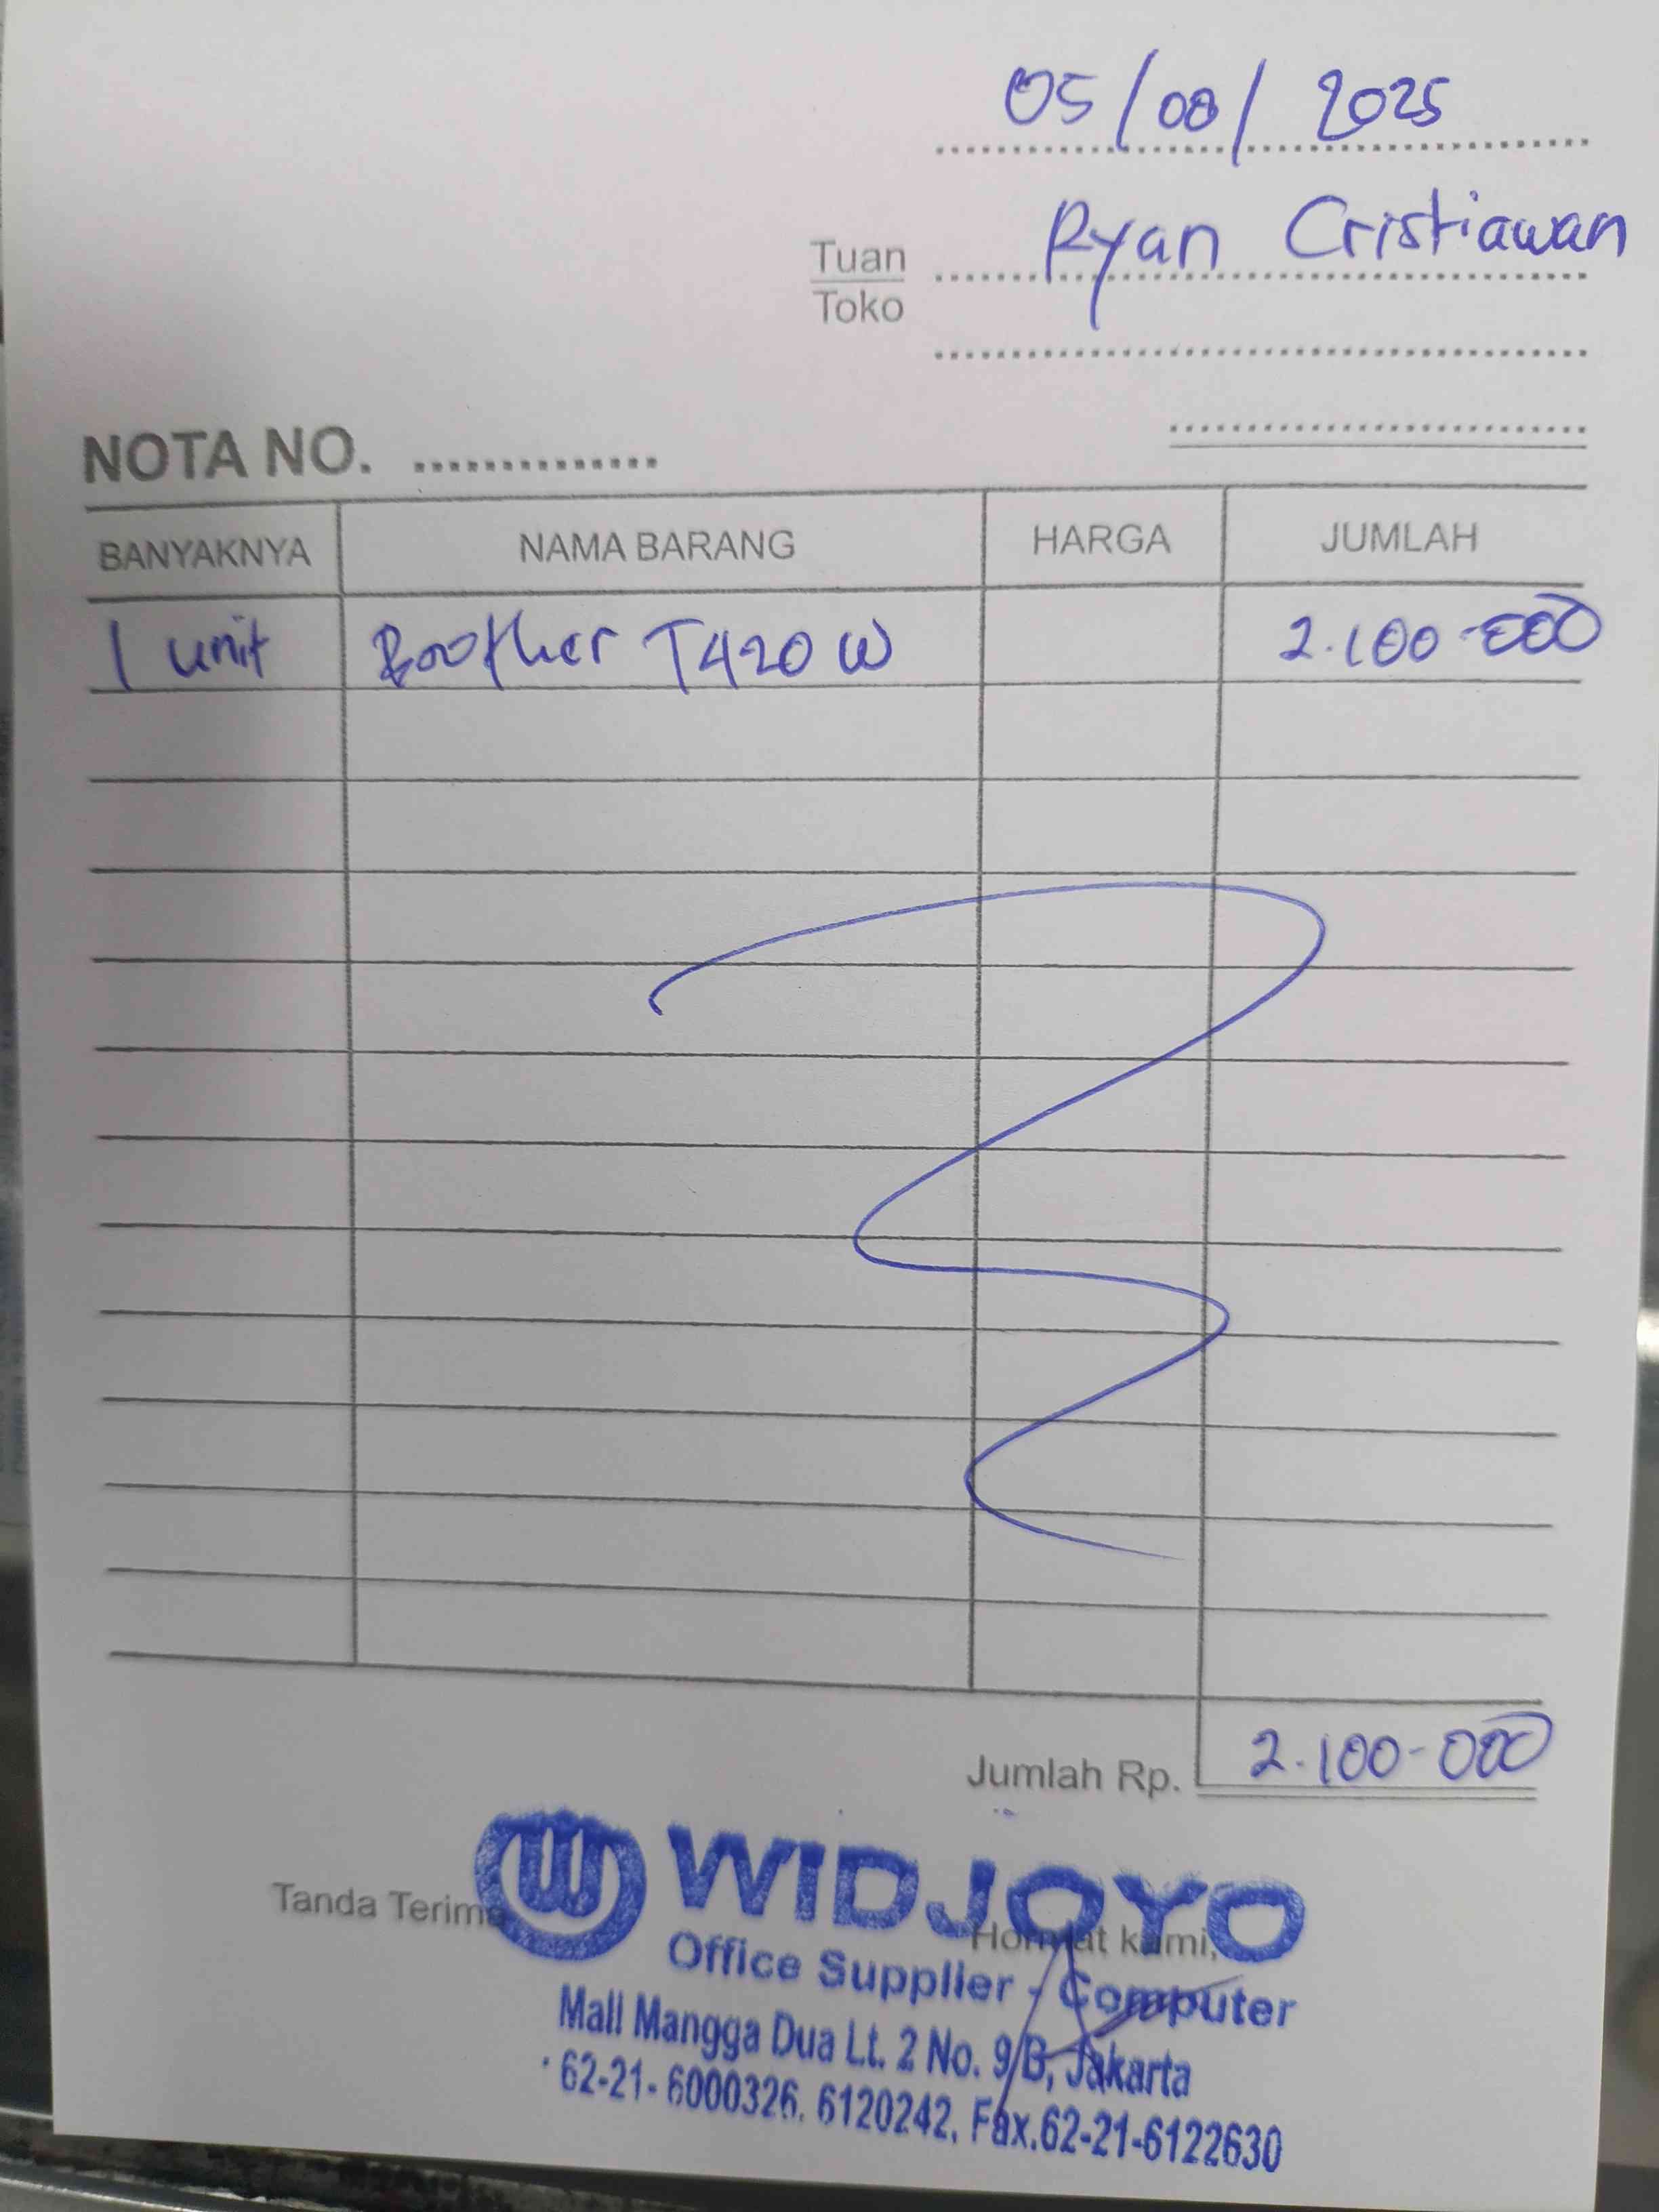 05/08/2025
Tuan Ryan Cristiawan
Toko
NOTA NO.
BANYAKNYA NAMA BARANG HARGA JUMLAH
1 unit Brother T420 W 2.100.000
Jumlah Rp. 2.100.000
Tanda Terima
Hormat kami,
WIDJOYO
Office Supplier - Computer
Mall Mangga Dua Lt. 2 No. 9/B, Jakarta
62-21- 6000326, 6120242, Fax.62-21-6122630